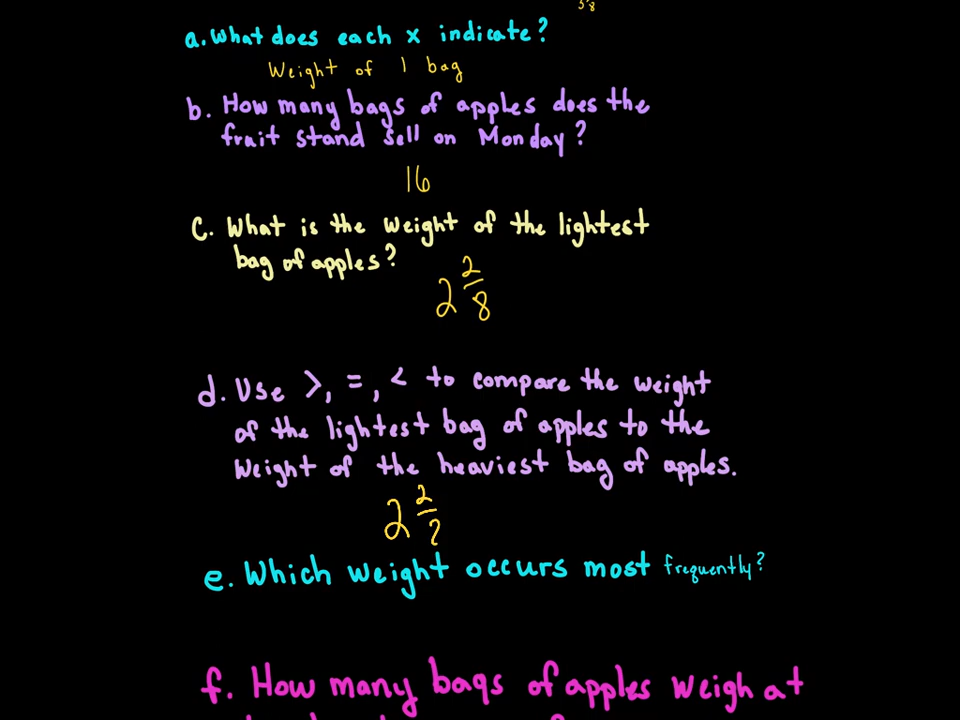 a. What does each x indicate?
Weight of 1 bag
b. How many bags of apples does the
fruit stand sell on Monday?
16
C. What is the weight of the lightest
bag of apples?
2 2/8
d. Use >, =, < to compare the weight
of the lightest bag of apples to the
weight of the heaviest bag of apples.
2 2/
e. Which weight occurs most frequently?
f. How many bags of apples weigh at